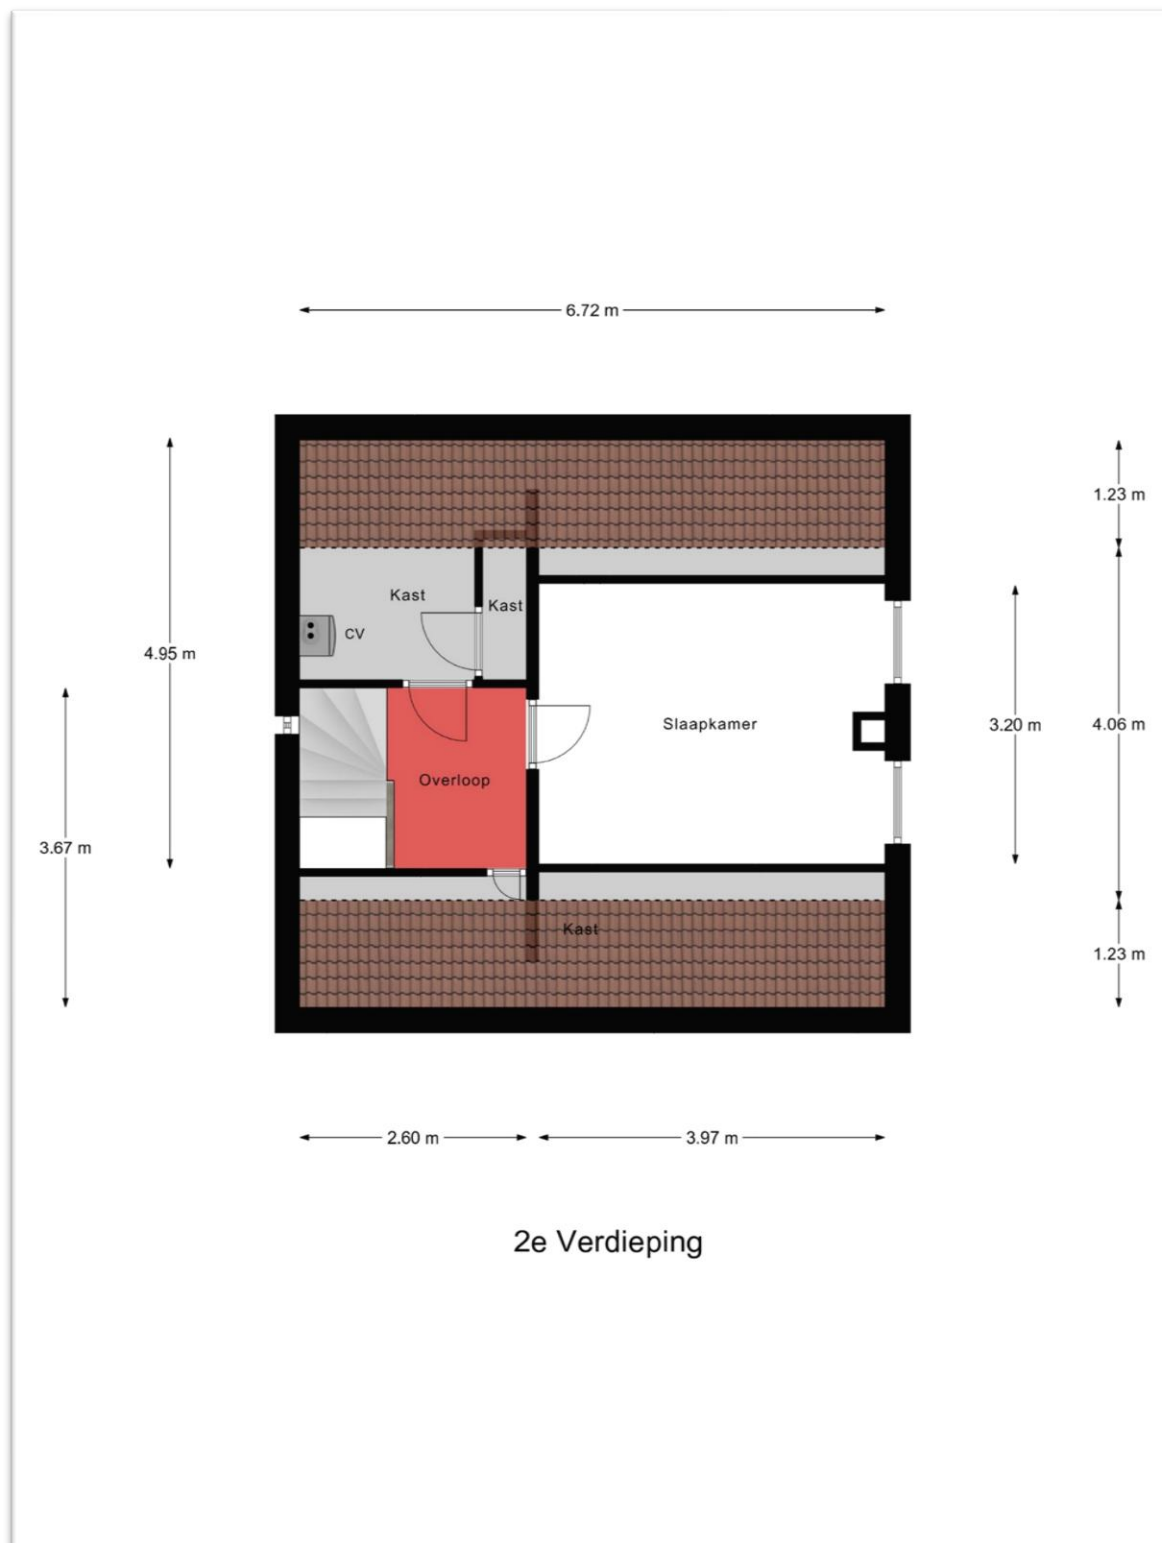 6.72 m
1.23 m
Kast
Kast
CV
4.95 m
Slaapkamer
3.20 m
4.06 m
Overloop
3.67 m
Kast
1.23 m
2.60 m
3.97 m
2e Verdieping